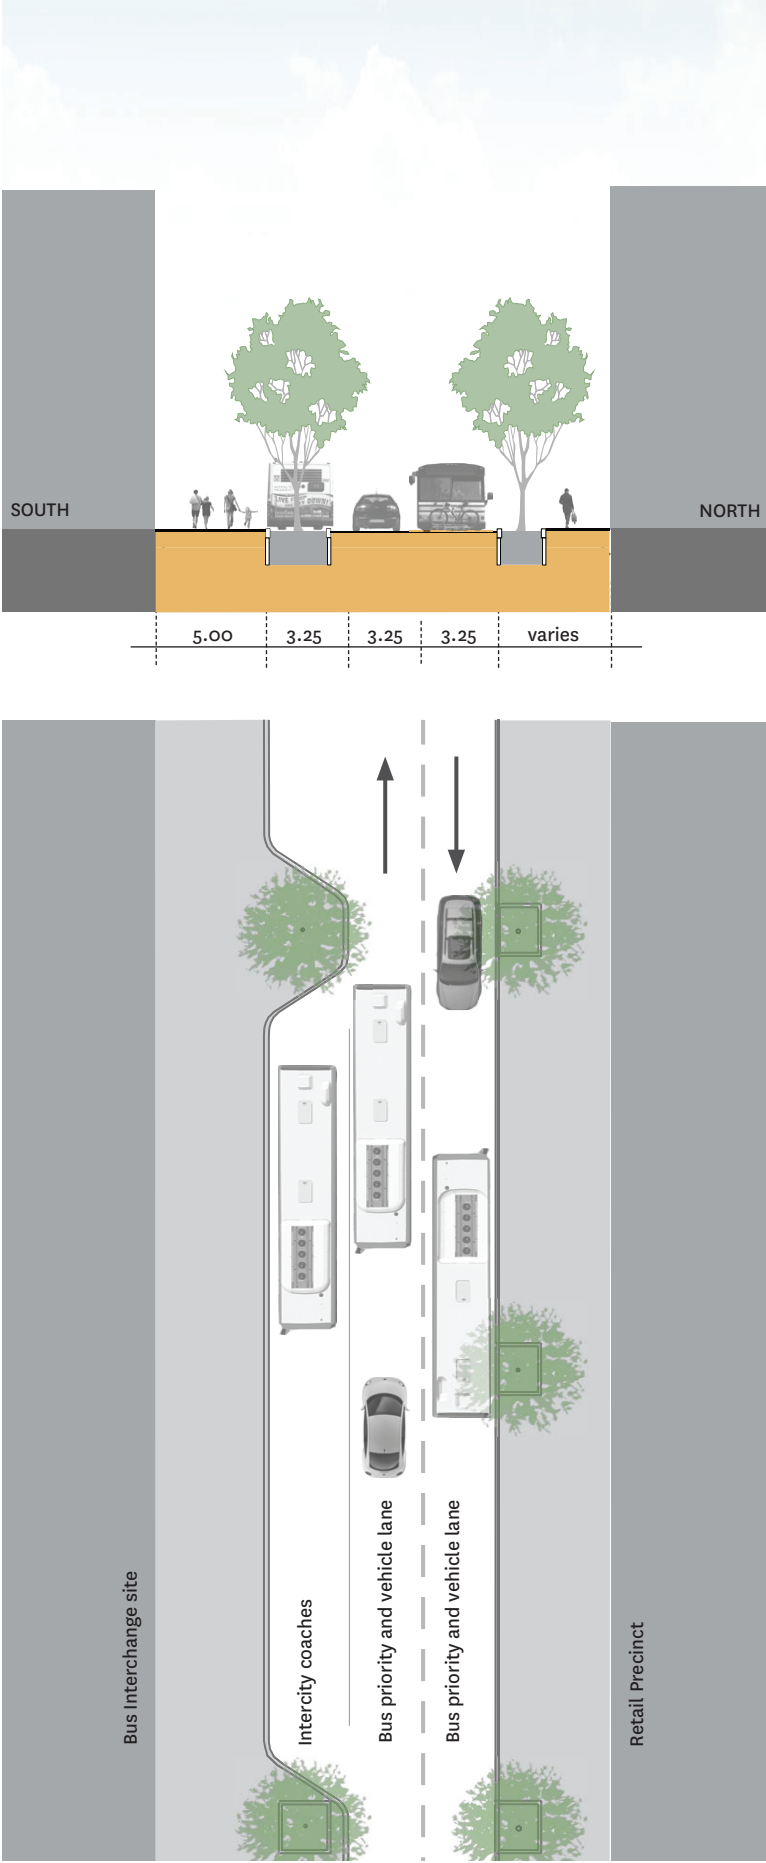 SOUTH
NORTH
5.00
3.25
3.25
3.25
varies
Bus Interchange site
Intercity coaches
Bus priority and vehicle lane
Bus priority and vehicle lane
Retail Precinct